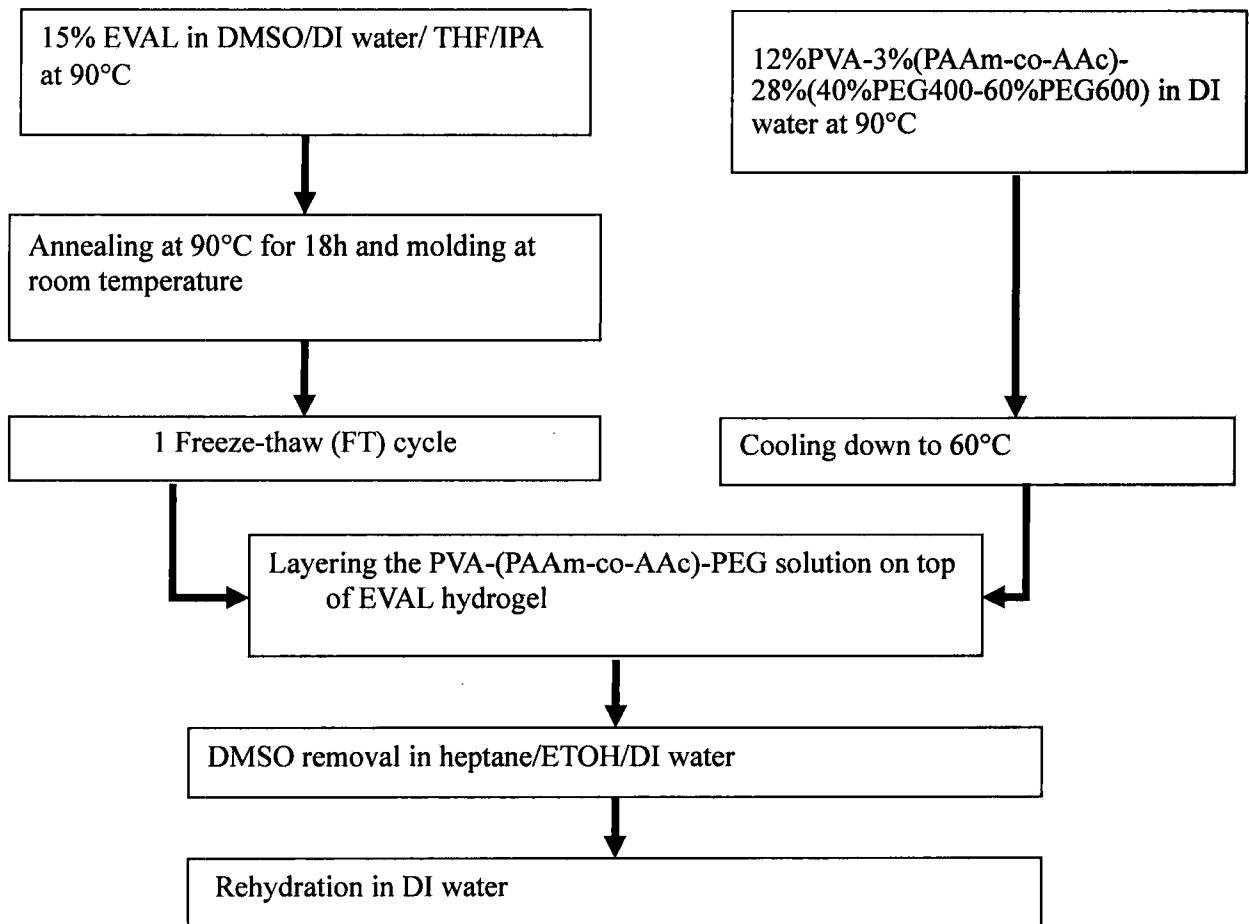 15% EVAL in DMSO/DI water/ THF/IPA
at 90°C
12%PVA-3%(PAAm-co-AAc)-
28%(40%PEG400-60%PEG600) in DI
water at 90°C
Annealing at 90°C for 18h and molding at
room temperature
1 Freeze-thaw (FT) cycle
Cooling down to 60°C
Layering the PVA-(PAAm-co-AAc)-PEG solution on top
of EVAL hydrogel
DMSO removal in heptane/ETOH/DI water
Rehydration in DI water